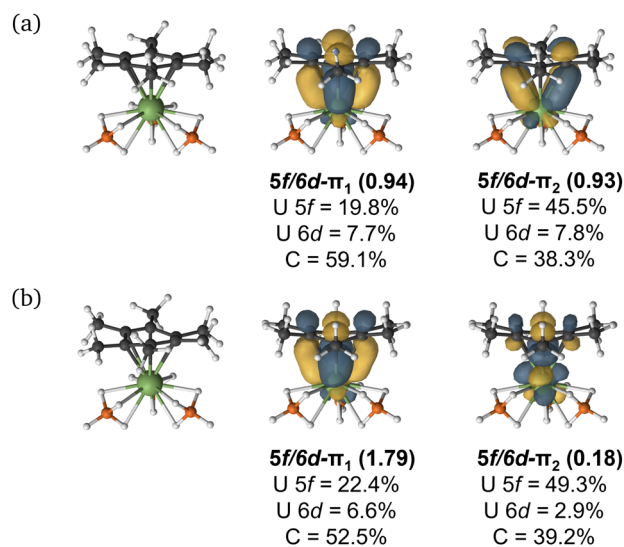 (a)
5f/6d-π₁ (0.94)
U 5f = 19.8%
U 6d = 7.7%
C = 59.1%
5f/6d-π₂ (0.93)
U 5f = 45.5%
U 6d = 7.8%
C = 38.3%
(b)
5f/6d-π₁ (1.79)
U 5f = 22.4%
U 6d = 6.6%
C = 52.5%
5f/6d-π₂ (0.18)
U 5f = 49.3%
U 6d = 2.9%
C = 39.2%